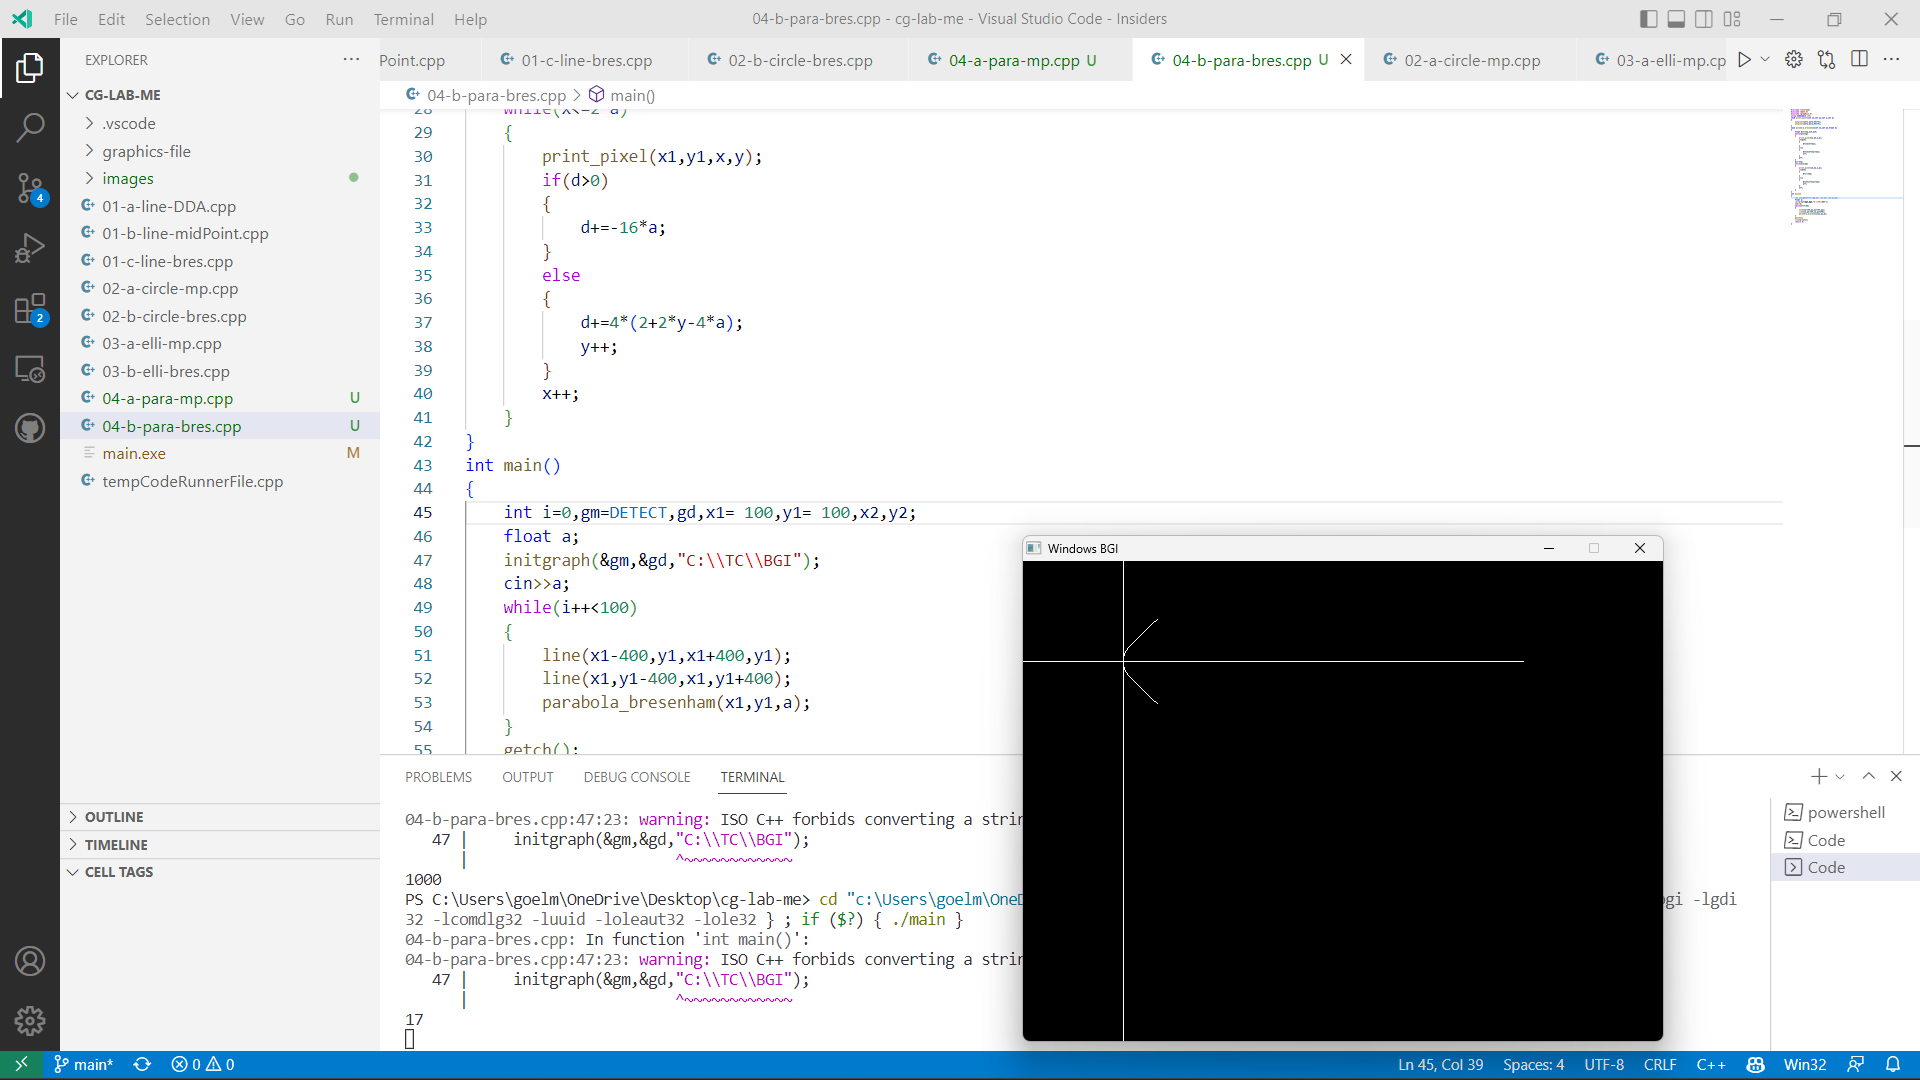 File Edit Selection View Go Run Terminal Help
04-b-para-bres.cpp - cg-lab-me - Visual Studio Code - Insiders
EXPLORER
Point.cpp
01-c-line-bres.cpp
02-b-circle-bres.cpp
04-a-para-mp.cpp U
04-b-para-bres.cpp U
02-a-circle-mp.cpp
03-a-elli-mp.cp
04-b-para-bres.cpp > main()
CG-LAB-ME
.vscode
graphics-file
images
01-a-line-DDA.cpp
01-b-line-midPoint.cpp
01-c-line-bres.cpp
02-a-circle-mp.cpp
02-b-circle-bres.cpp
03-a-elli-mp.cpp
03-b-elli-bres.cpp
04-a-para-mp.cpp U
04-b-para-bres.cpp U
main.exe M
tempCodeRunnerFile.cpp
OUTLINE
TIMELINE
CELL TAGS
4
2
28 while(x<=2*a)
29 {
30 print_pixel(x1,y1,x,y);
31 if(d>0)
32 {
33 d+=-16*a;
34 }
35 else
36 {
37 d+=4*(2+2*y-4*a);
38 y++;
39 }
40 x++;
41 }
42 }
43 int main()
44 {
45 int i=0,gm=DETECT,gd,x1= 100,y1= 100,x2,y2;
46 float a;
47 initgraph(&gm,&gd,"C:\\TC\\BGI");
48 cin>>a;
49 while(i++<100)
50 {
51 line(x1-400,y1,x1+400,y1);
52 line(x1,y1-400,x1,y1+400);
53 parabola_bresenham(x1,y1,a);
54 }
55 getch();
Windows BGI
PROBLEMS OUTPUT DEBUG CONSOLE TERMINAL
04-b-para-bres.cpp:47:23: warning: ISO C++ forbids converting a strin
47 | initgraph(&gm,&gd,"C:\\TC\\BGI");
| ^~~~~~~~~~~~~
1000
PS C:\Users\goelm\OneDrive\Desktop\cg-lab-me> cd "c:\Users\goelm\OneD
gi -lgdi
32 -lcomdlg32 -luuid -loleaut32 -lole32 } ; if ($?) { ./main }
04-b-para-bres.cpp: In function 'int main()':
04-b-para-bres.cpp:47:23: warning: ISO C++ forbids converting a strin
47 | initgraph(&gm,&gd,"C:\\TC\\BGI");
| ^~~~~~~~~~~~~
17
powershell
Code
Code
main* 0 0
Ln 45, Col 39 Spaces: 4 UTF-8 CRLF C++ Win32